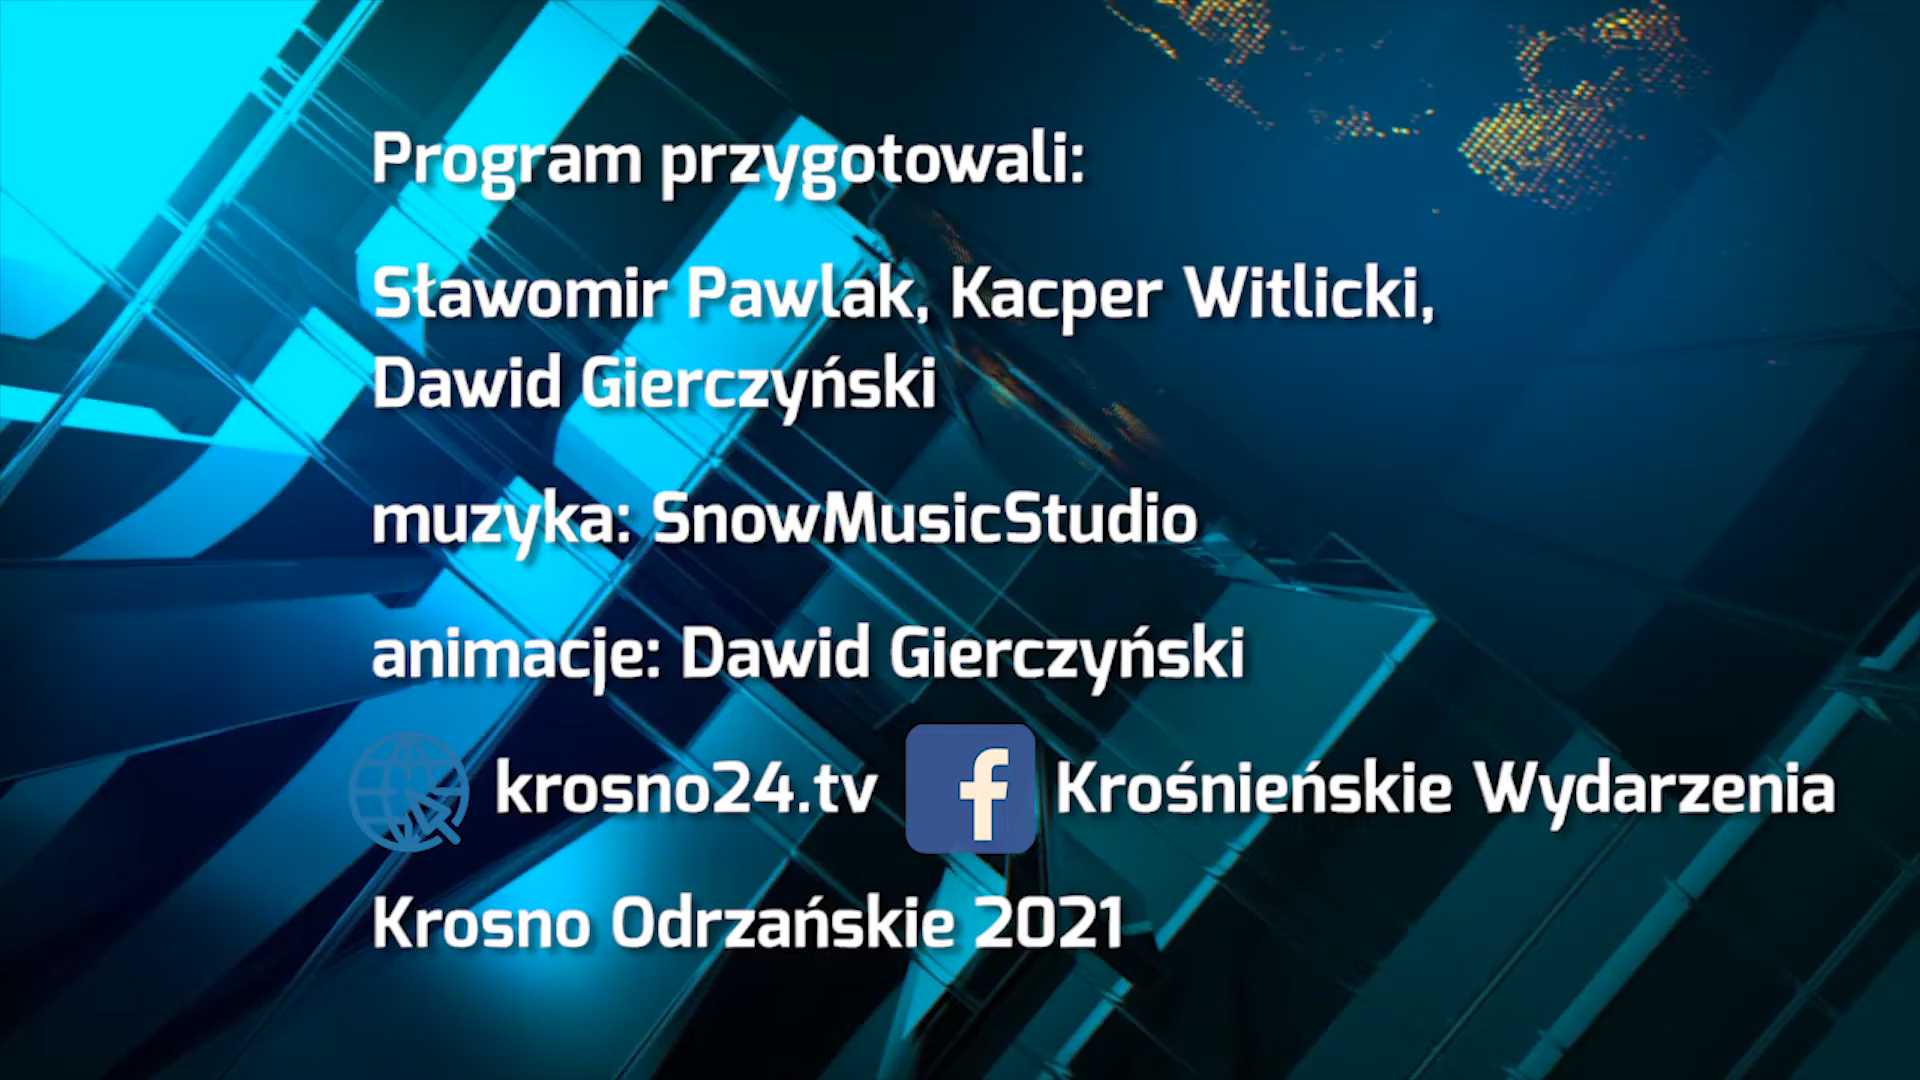 Program przygotowali:
Sławomir Pawlak, Kacper Witlicki,
Dawid Gierczyński
muzyka: SnowMusicStudio
animacje: Dawid Gierczyński
krosno24.tv f Krośnieńskie Wydarzenia
Krosno Odrzańskie 2021